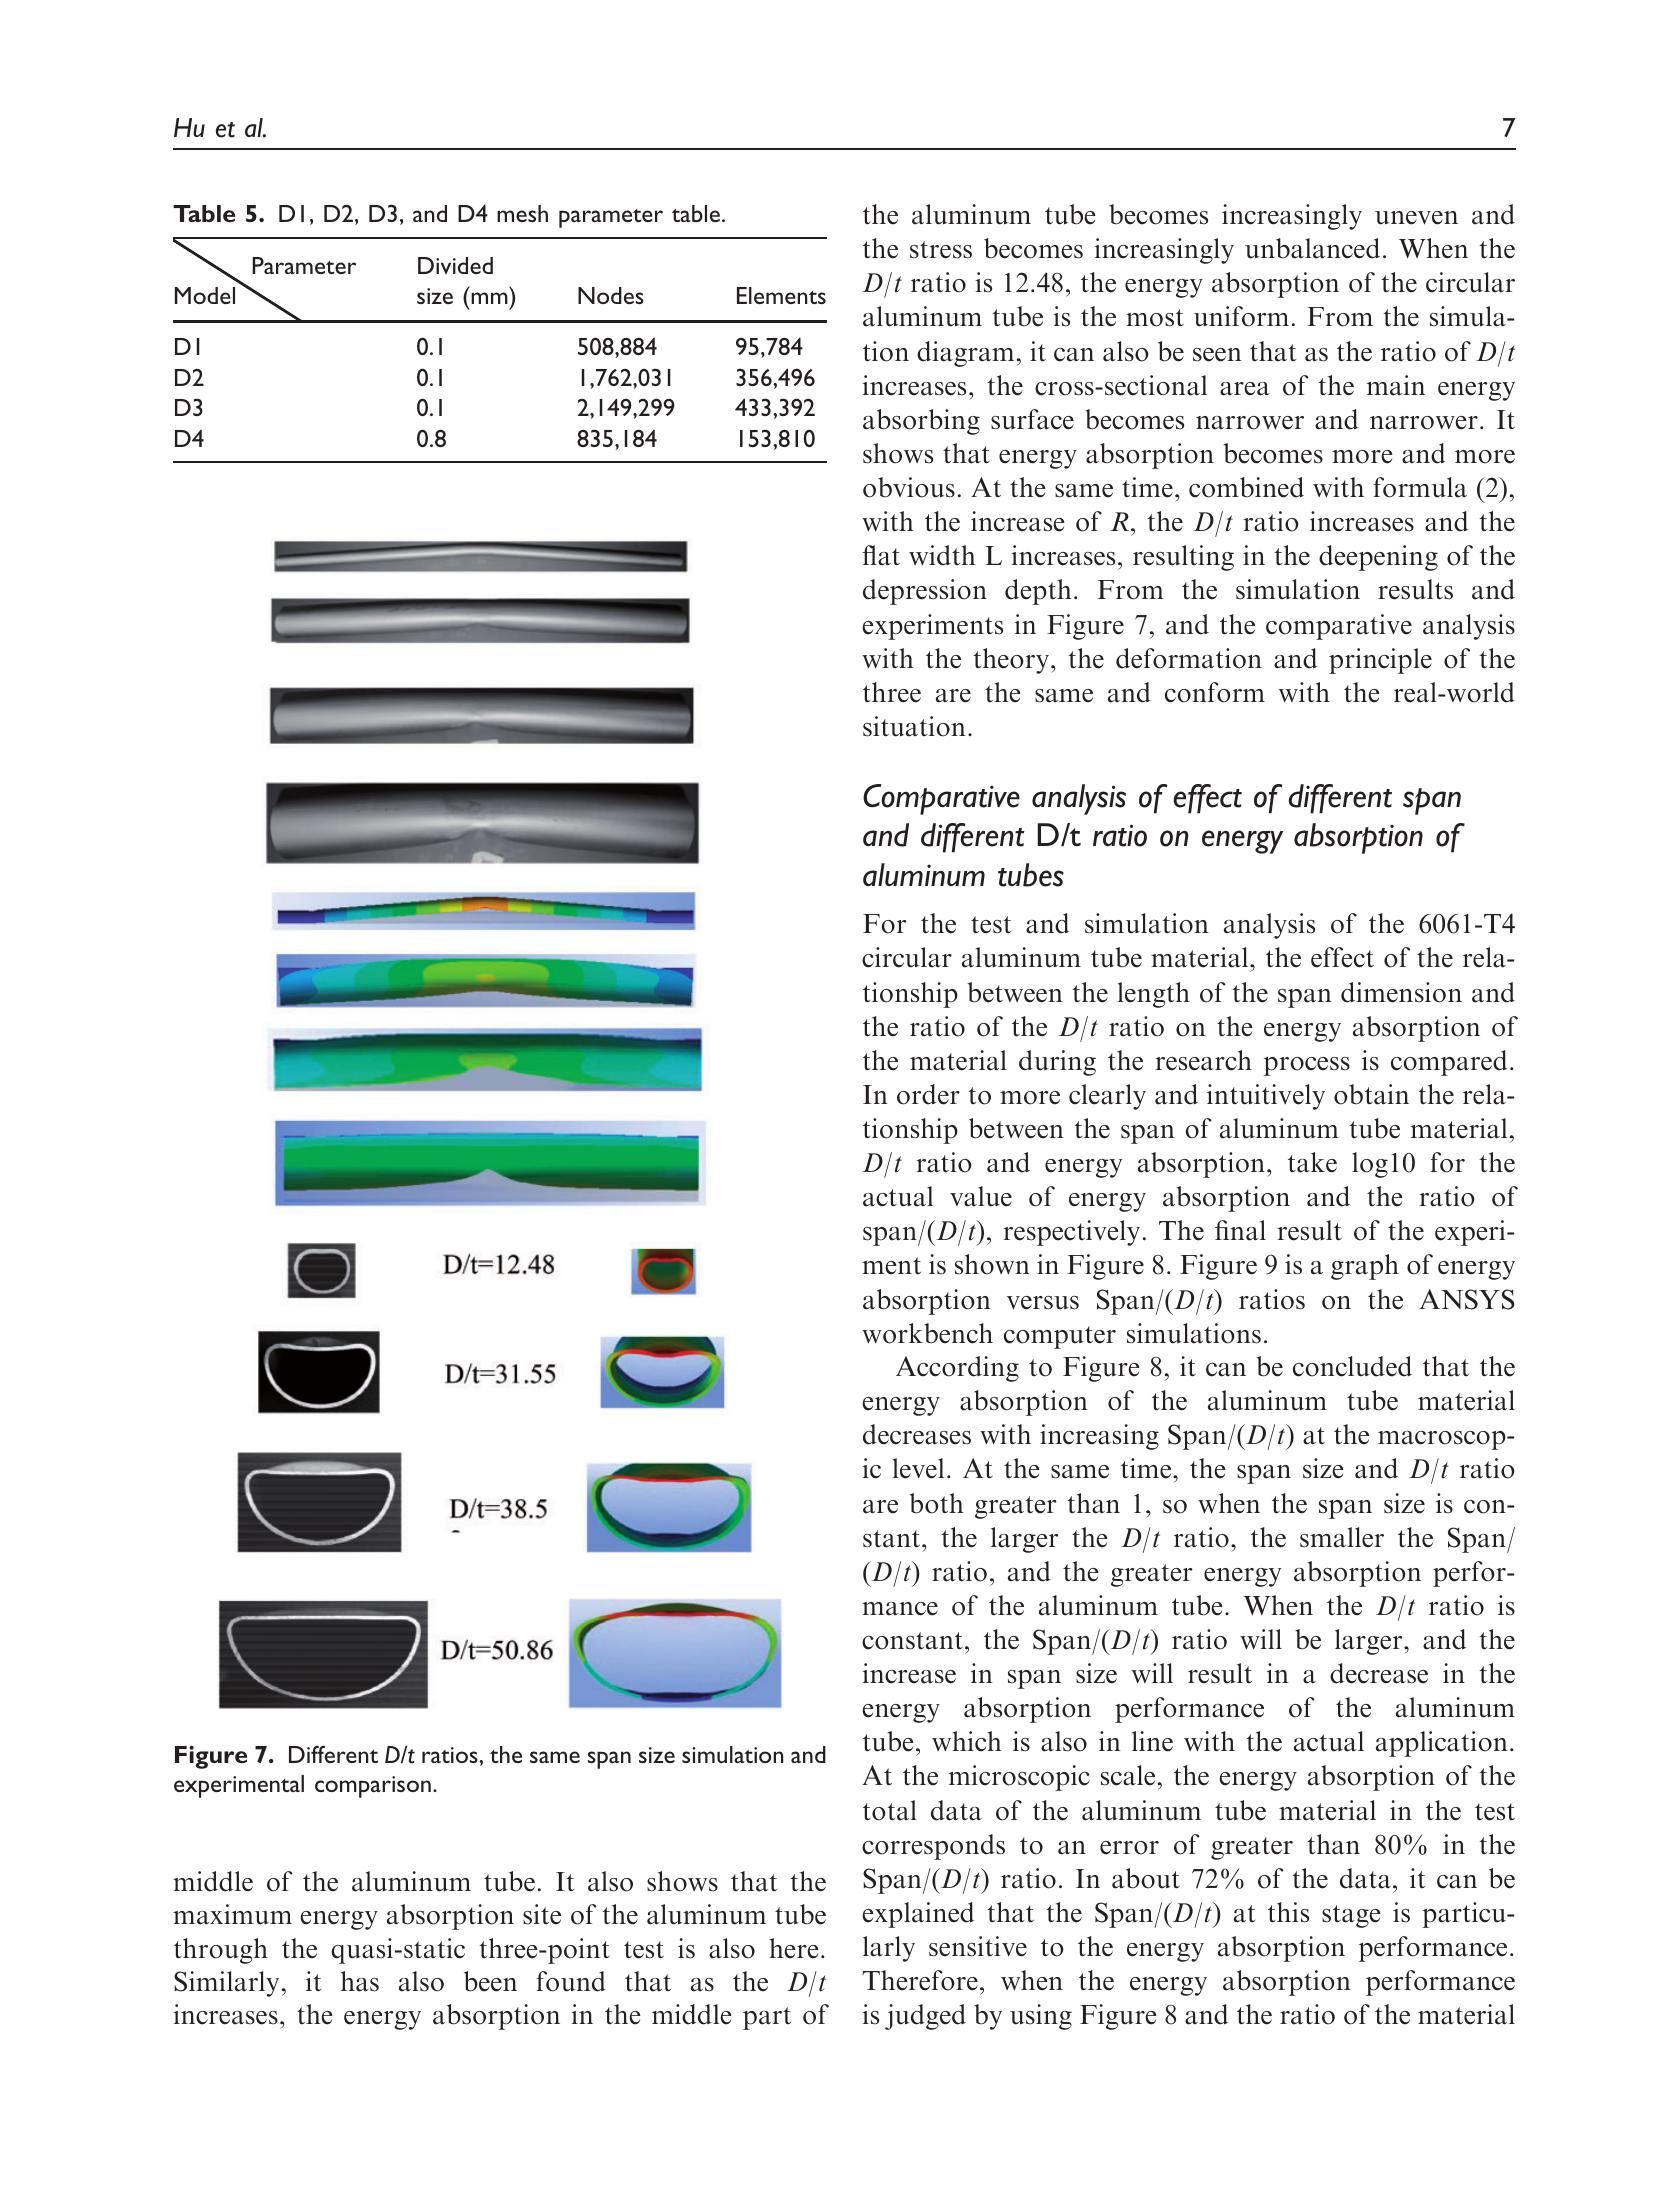 Hu et al.
7
Table 5. D1, D2, D3, and D4 mesh parameter table.
Parameter
Model
Divided
size (mm)
Nodes
Elements
D1 0.1 508,884 95,784
D2 0.1 1,762,031 356,496
D3 0.1 2,149,299 433,392
D4 0.8 835,184 153,810
D/t=12.48
D/t=31.55
D/t=38.5
D/t=50.86
Figure 7. Different D/t ratios, the same span size simulation and
experimental comparison.
middle of the aluminum tube. It also shows that the
maximum energy absorption site of the aluminum tube
through the quasi-static three-point test is also here.
Similarly, it has also been found that as the D/t
increases, the energy absorption in the middle part of
the aluminum tube becomes increasingly uneven and
the stress becomes increasingly unbalanced. When the
D/t ratio is 12.48, the energy absorption of the circular
aluminum tube is the most uniform. From the simula-
tion diagram, it can also be seen that as the ratio of D/t
increases, the cross-sectional area of the main energy
absorbing surface becomes narrower and narrower. It
shows that energy absorption becomes more and more
obvious. At the same time, combined with formula (2),
with the increase of R, the D/t ratio increases and the
flat width L increases, resulting in the deepening of the
depression depth. From the simulation results and
experiments in Figure 7, and the comparative analysis
with the theory, the deformation and principle of the
three are the same and conform with the real-world
situation.
Comparative analysis of effect of different span
and different D/t ratio on energy absorption of
aluminum tubes
For the test and simulation analysis of the 6061-T4
circular aluminum tube material, the effect of the rela-
tionship between the length of the span dimension and
the ratio of the D/t ratio on the energy absorption of
the material during the research process is compared.
In order to more clearly and intuitively obtain the rela-
tionship between the span of aluminum tube material,
D/t ratio and energy absorption, take log10 for the
actual value of energy absorption and the ratio of
span/(D/t), respectively. The final result of the experi-
ment is shown in Figure 8. Figure 9 is a graph of energy
absorption versus Span/(D/t) ratios on the ANSYS
workbench computer simulations.
According to Figure 8, it can be concluded that the
energy absorption of the aluminum tube material
decreases with increasing Span/(D/t) at the macroscop-
ic level. At the same time, the span size and D/t ratio
are both greater than 1, so when the span size is con-
stant, the larger the D/t ratio, the smaller the Span/
(D/t) ratio, and the greater energy absorption perfor-
mance of the aluminum tube. When the D/t ratio is
constant, the Span/(D/t) ratio will be larger, and the
increase in span size will result in a decrease in the
energy absorption performance of the aluminum
tube, which is also in line with the actual application.
At the microscopic scale, the energy absorption of the
total data of the aluminum tube material in the test
corresponds to an error of greater than 80% in the
Span/(D/t) ratio. In about 72% of the data, it can be
explained that the Span/(D/t) at this stage is particu-
larly sensitive to the energy absorption performance.
Therefore, when the energy absorption performance
is judged by using Figure 8 and the ratio of the material